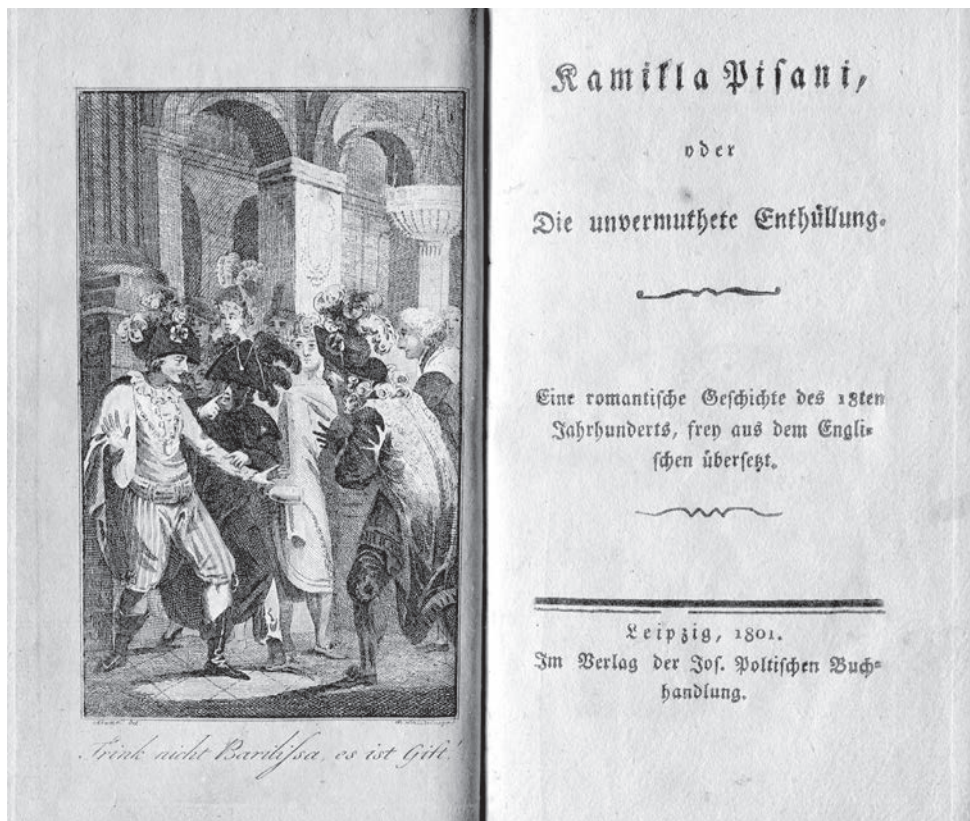 Trink nicht Bariliſsa, es ist Gift!
Kamilla Piſani,
oder
Die unvermuthete Enthüllung.
Eine romantiſche Geſchichte des 18ten
Jahrhunderts, frey aus dem Engli⸗
ſchen überſetzt.
Leipzig, 1801.
Im Verlag der Joſ. Poltiſchen Buch⸗
handlung.